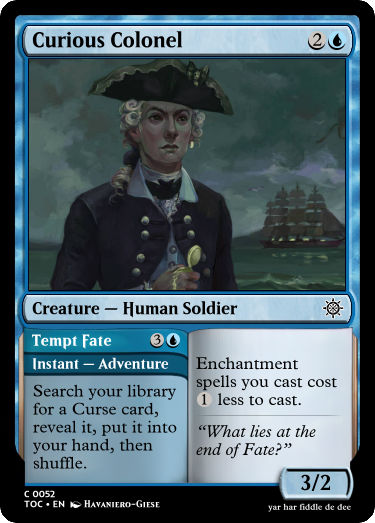 Curious Colonel 2
Creature — Human Soldier
Tempt Fate 3
Instant — Adventure
Search your library
for a Curse card,
reveal it, put it into
your hand, then
shuffle.
Enchantment
spells you cast cost
1 less to cast.
“What lies at the
end of Fate?”
3/2
C 0052
TOC • EN Havaniero-Giese
yar har fiddle de dee